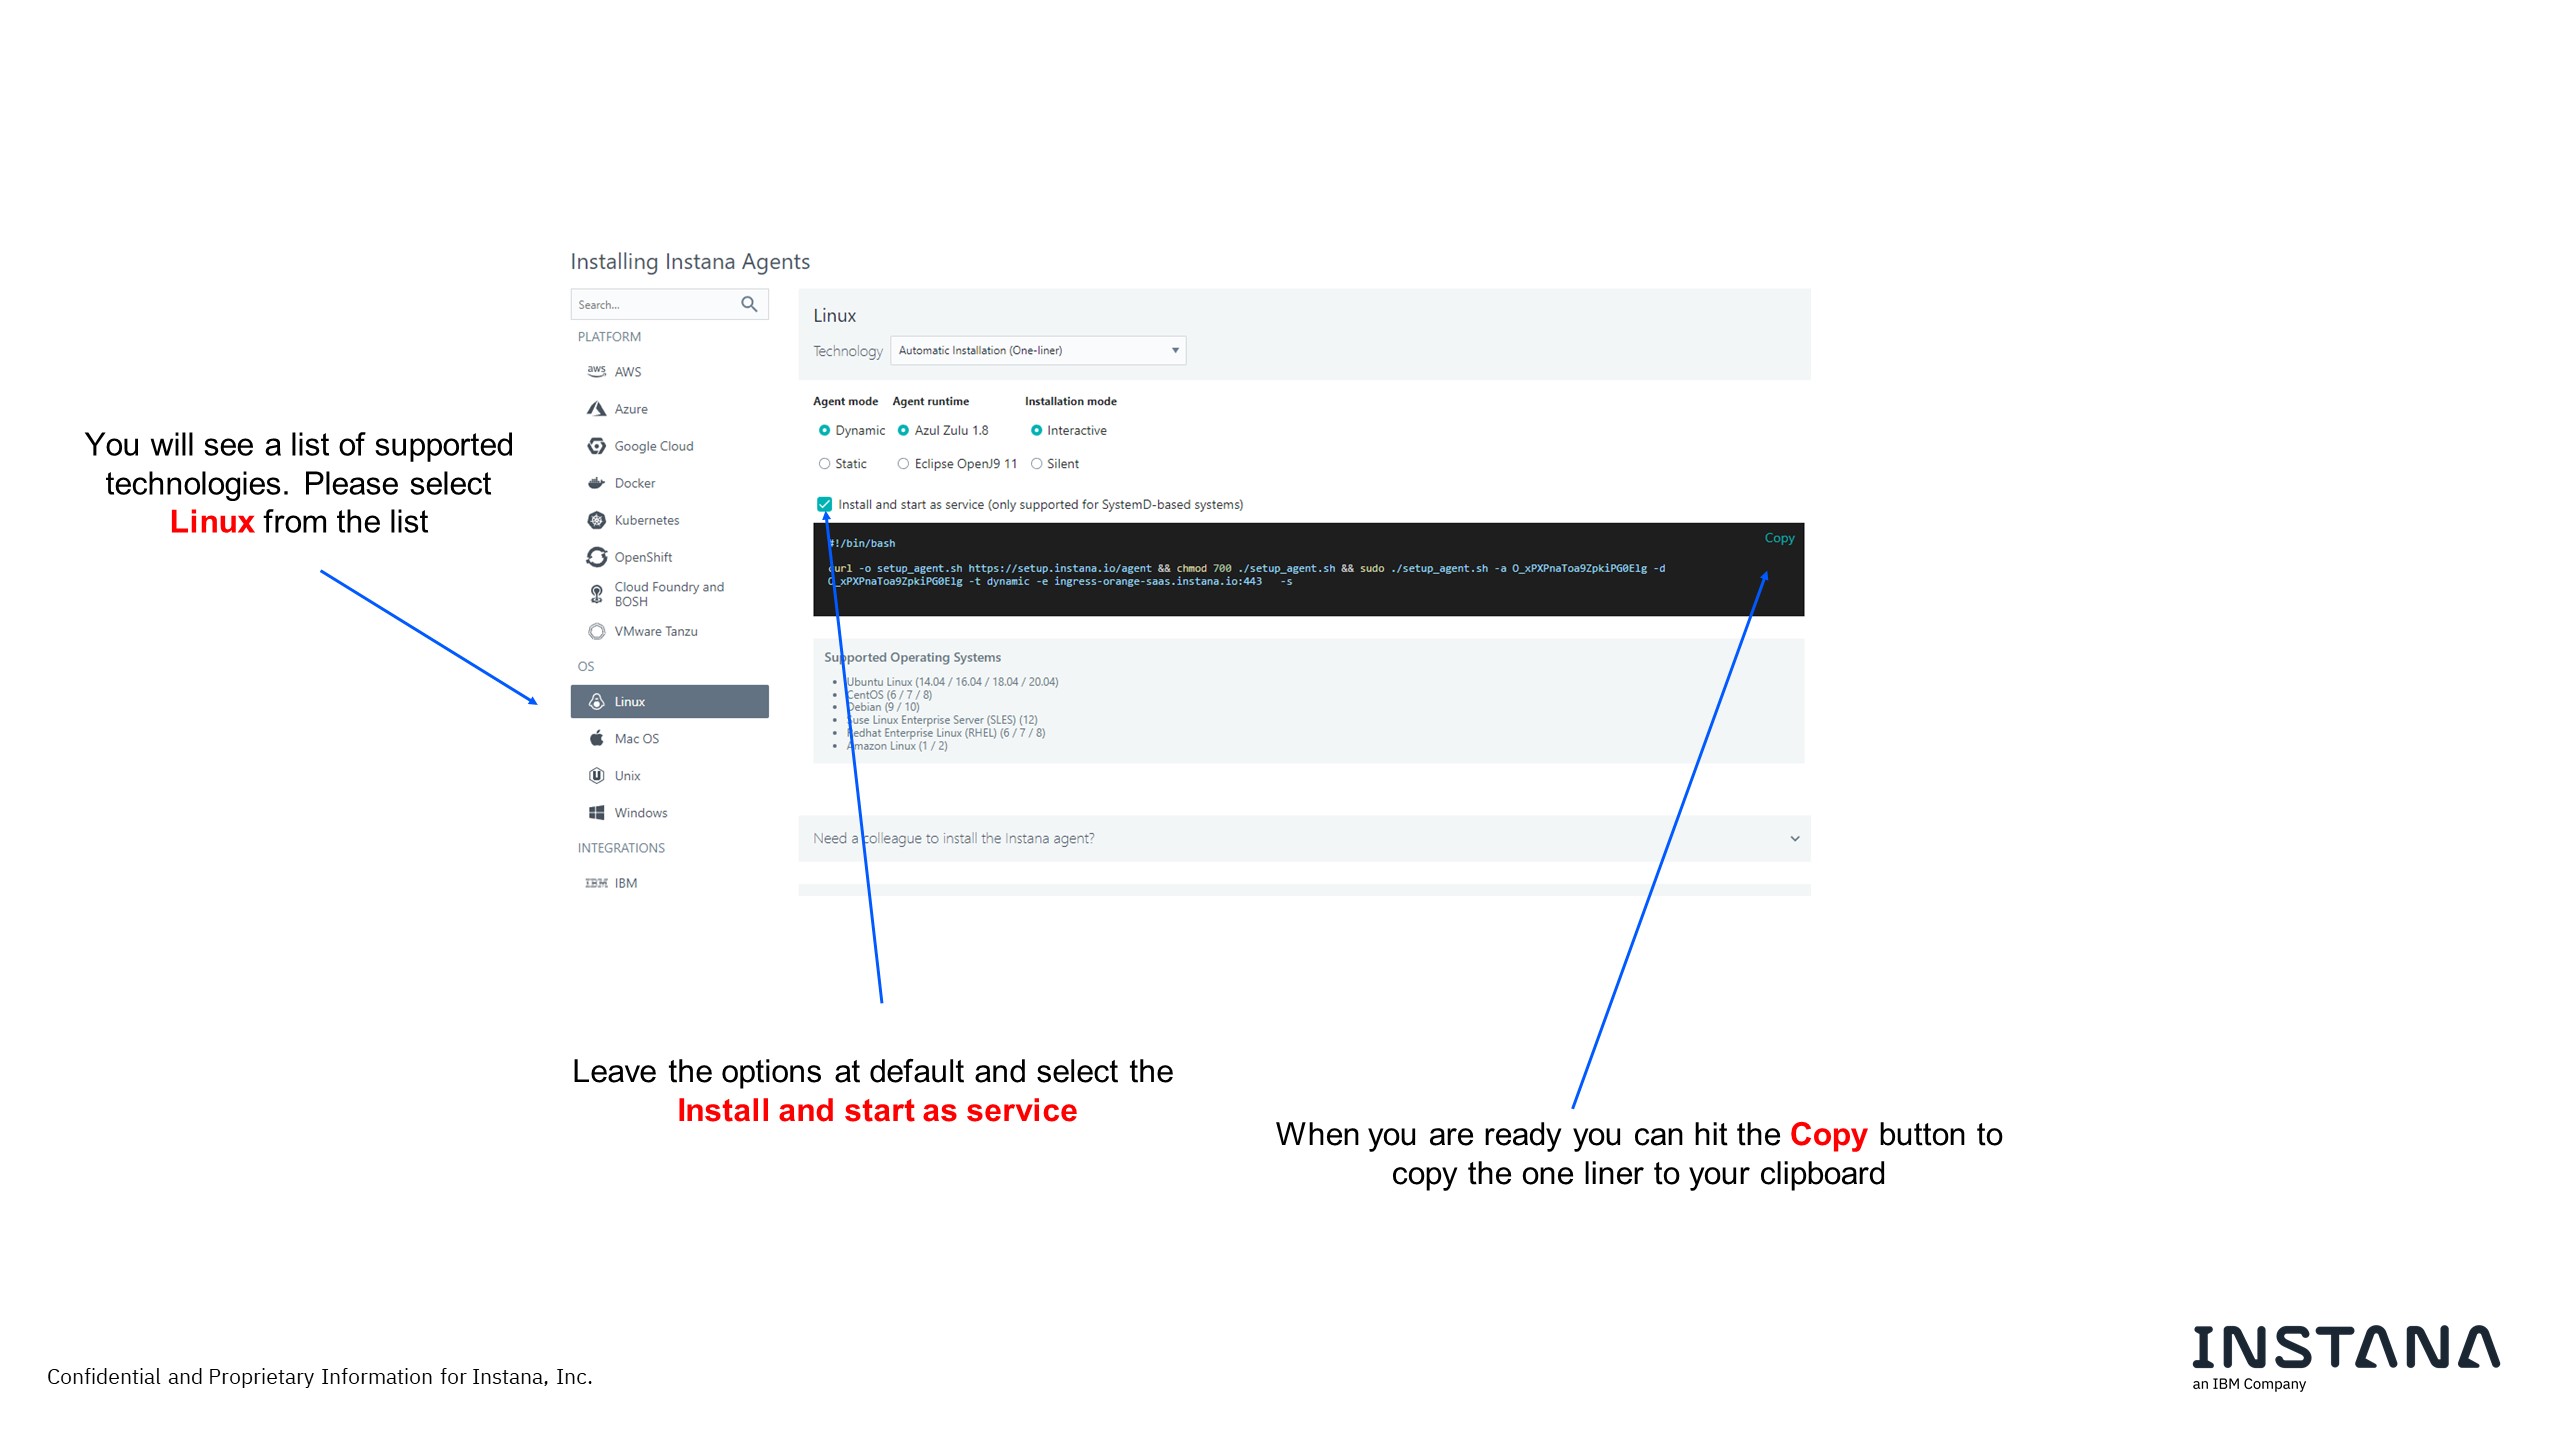 Installing Instana Agents
Search...
PLATFORM
aws AWS
Azure
Google Cloud
Docker
Kubernetes
OpenShift
Cloud Foundry and
BOSH
VMware Tanzu
OS
Linux
Mac OS
Unix
Windows
INTEGRATIONS
IBM IBM
Linux
Technology Automatic Installation (One-liner)
Agent mode Agent runtime Installation mode
Dynamic Azul Zulu 1.8 Interactive
Static Eclipse OpenJ9 11 Silent
Install and start as service (only supported for SystemD-based systems)
Copy
#!/bin/bash
curl -o setup_agent.sh https://setup.instana.io/agent && chmod 700 ./setup_agent.sh && sudo ./setup_agent.sh -a O_xPXPnaToa9ZpkiPG0Elg -d
O_xPXPnaToa9ZpkiPG0Elg -t dynamic -e ingress-orange-saas.instana.io:443 -s
Supported Operating Systems
Ubuntu Linux (14.04 / 16.04 / 18.04 / 20.04)
CentOS (6 / 7 / 8)
Debian (9 / 10)
Suse Linux Enterprise Server (SLES) (12)
Redhat Enterprise Linux (RHEL) (6 / 7 / 8)
Amazon Linux (1 / 2)
Need a colleague to install the Instana agent?
You will see a list of supported
technologies. Please select
Linux from the list
Leave the options at default and select the
Install and start as service
When you are ready you can hit the Copy button to
copy the one liner to your clipboard
Confidential and Proprietary Information for Instana, Inc.
INSTANA
an IBM Company